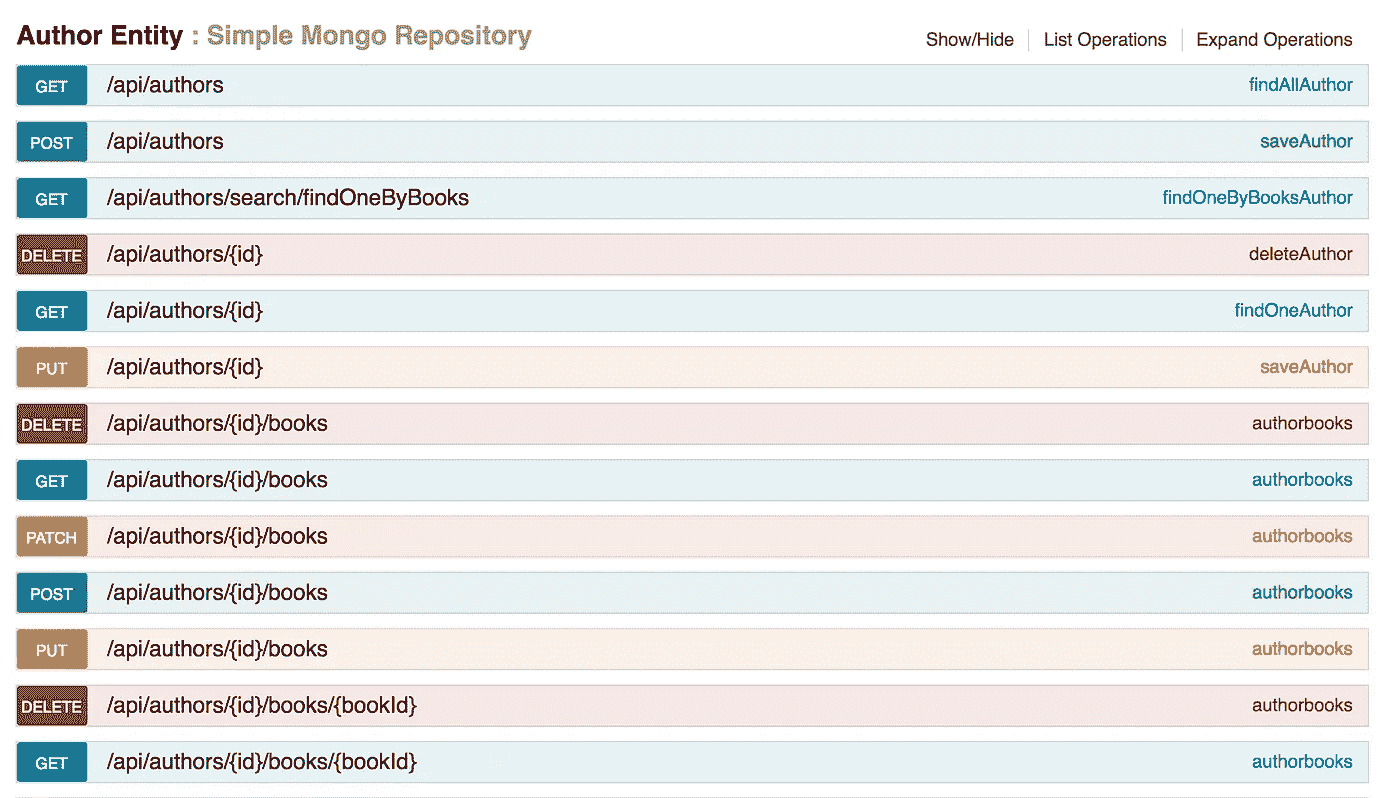 Author Entity : Simple Mongo Repository Show/Hide List Operations Expand Operations
GET /api/authors findAllAuthor
POST /api/authors saveAuthor
GET /api/authors/search/findOneByBooks findOneByBooksAuthor
DELETE /api/authors/{id} deleteAuthor
GET /api/authors/{id} findOneAuthor
PUT /api/authors/{id} saveAuthor
DELETE /api/authors/{id}/books authorbooks
GET /api/authors/{id}/books authorbooks
PATCH /api/authors/{id}/books authorbooks
POST /api/authors/{id}/books authorbooks
PUT /api/authors/{id}/books authorbooks
DELETE /api/authors/{id}/books/{bookId} authorbooks
GET /api/authors/{id}/books/{bookId} authorbooks